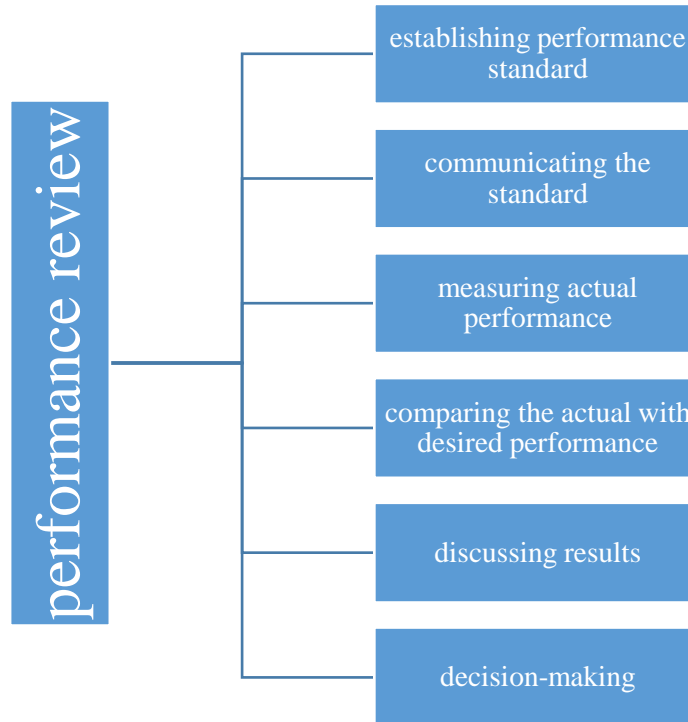 performance review
establishing performance
standard
communicating the
standard
measuring actual
performance
comparing the actual with
desired performance
discussing results
decision-making